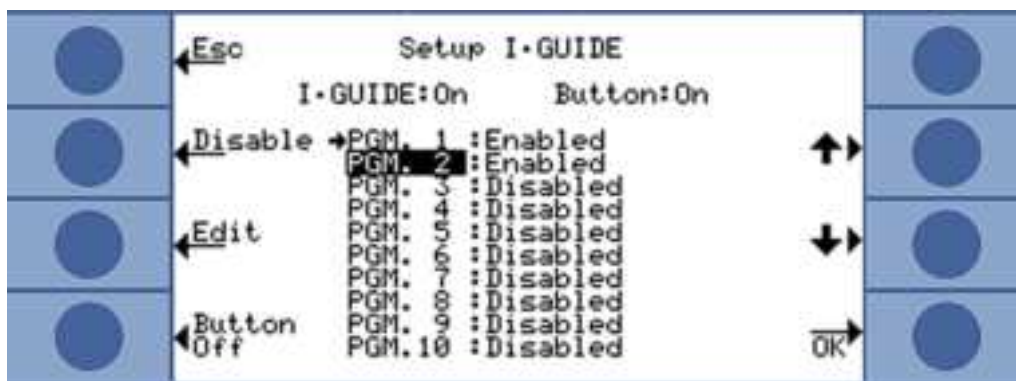 Esc Setup I·GUIDE
I·GUIDE:On Button:On
Disable →PGM. 1 :Enabled
PGM. 2 :Enabled
PGM. 3 :Disabled
PGM. 4 :Disabled
Edit PGM. 5 :Disabled
PGM. 6 :Disabled
PGM. 7 :Disabled
PGM. 8 :Disabled
Button PGM. 9 :Disabled
Off PGM.10 :Disabled OK